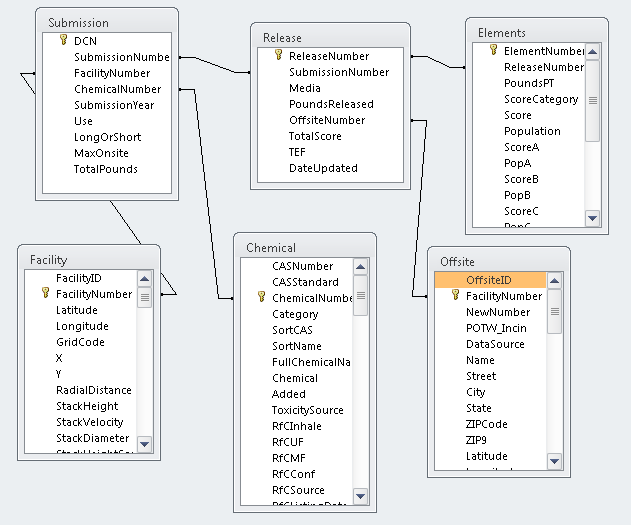 Submission
DCN
SubmissionNumbe
FacilityNumber
ChemicalNumber
SubmissionYear
Use
LongOrShort
MaxOnsite
TotalPounds
Release
ReleaseNumber
SubmissionNumber
Media
PoundsReleased
OffsiteNumber
TotalScore
TEF
DateUpdated
Elements
ElementNumber
ReleaseNumber
PoundsPT
ScoreCategory
Score
Population
ScoreA
PopA
ScoreB
PopB
ScoreC
PopC
Facility
FacilityID
FacilityNumber
Latitude
Longitude
GridCode
X
Y
RadialDistance
StackHeight
StackVelocity
StackDiameter
Chemical
CASNumber
CASStandard
ChemicalNumbe
Category
SortCAS
SortName
FullChemicalNa
Chemical
Added
ToxicitySource
RfCInhale
RfCUF
RfCMF
RfCConf
RfCSource
RfCListingDate
Offsite
OffsiteID
FacilityNumber
NewNumber
POTW_Incin
DataSource
Name
Street
City
State
ZIPCode
ZIP9
Latitude